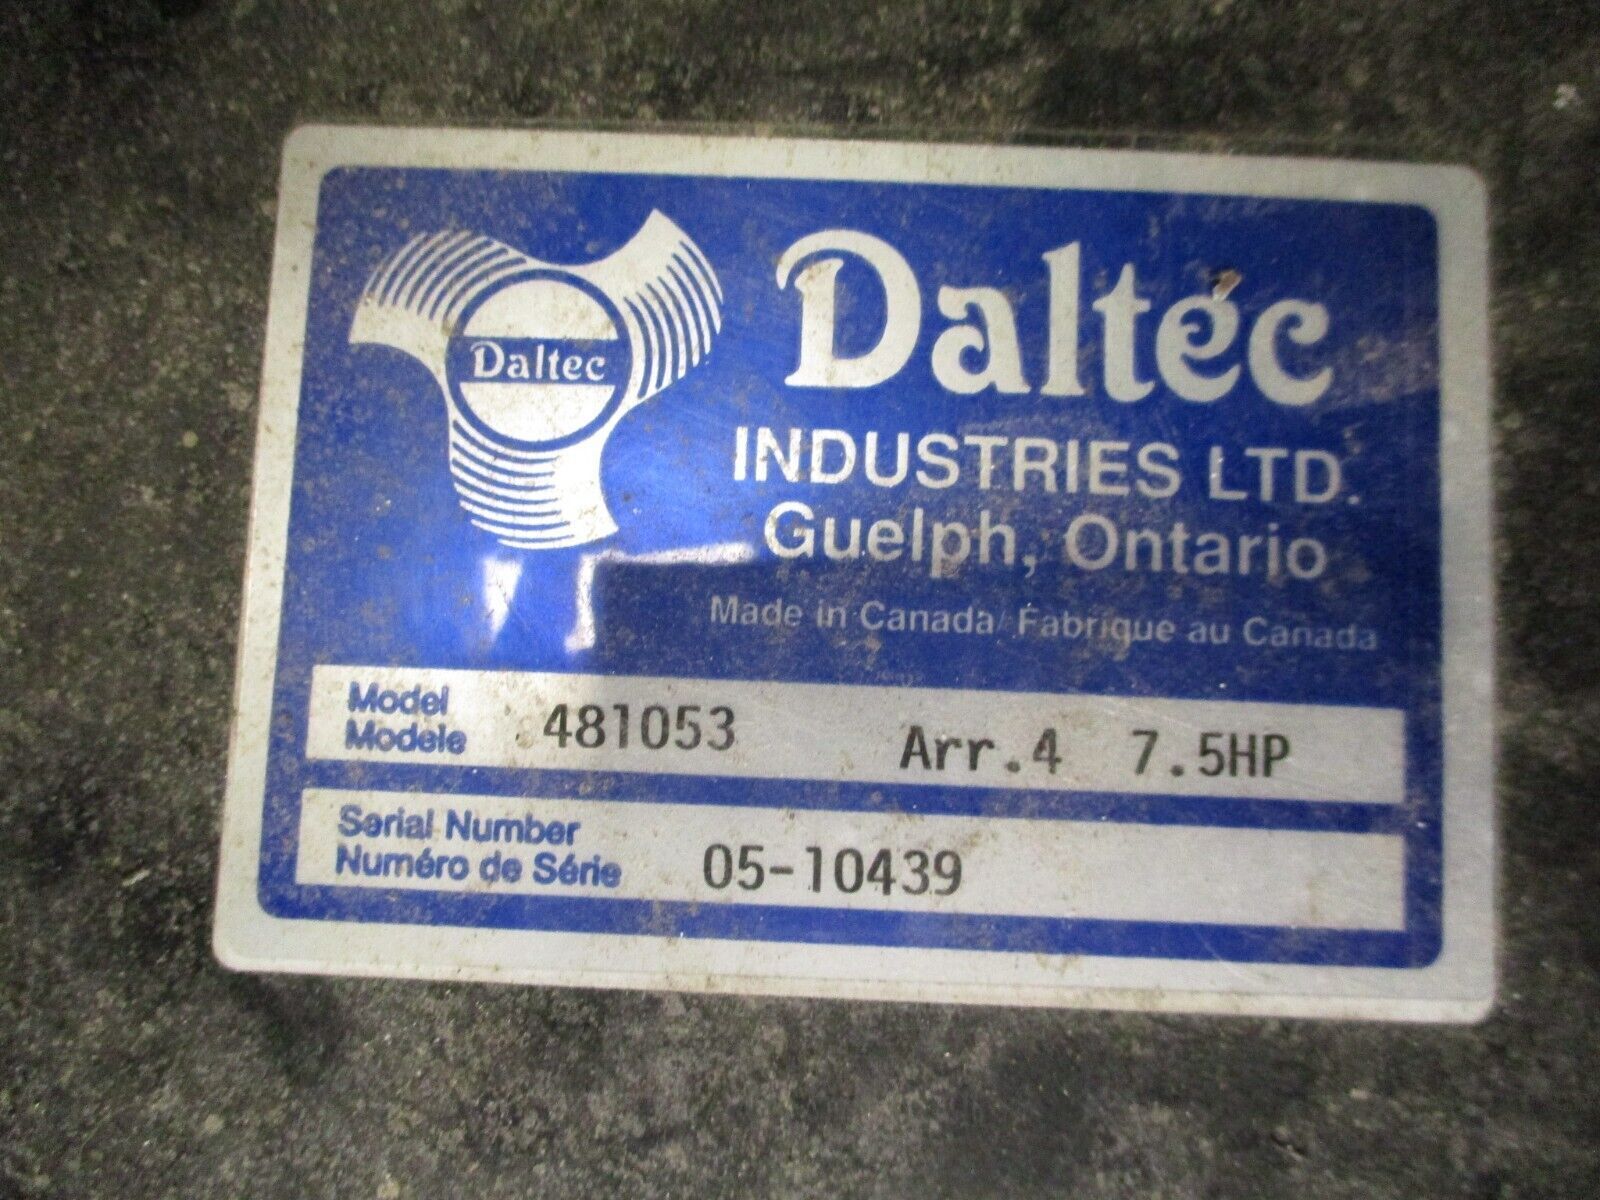 Daltec
Daltec
INDUSTRIES LTD.
Guelph, Ontario
Made in Canada/Fabrique au Canada
Model
Modele
481053 Arr.4 7.5HP
Serial Number
Numéro de Série
05-10439